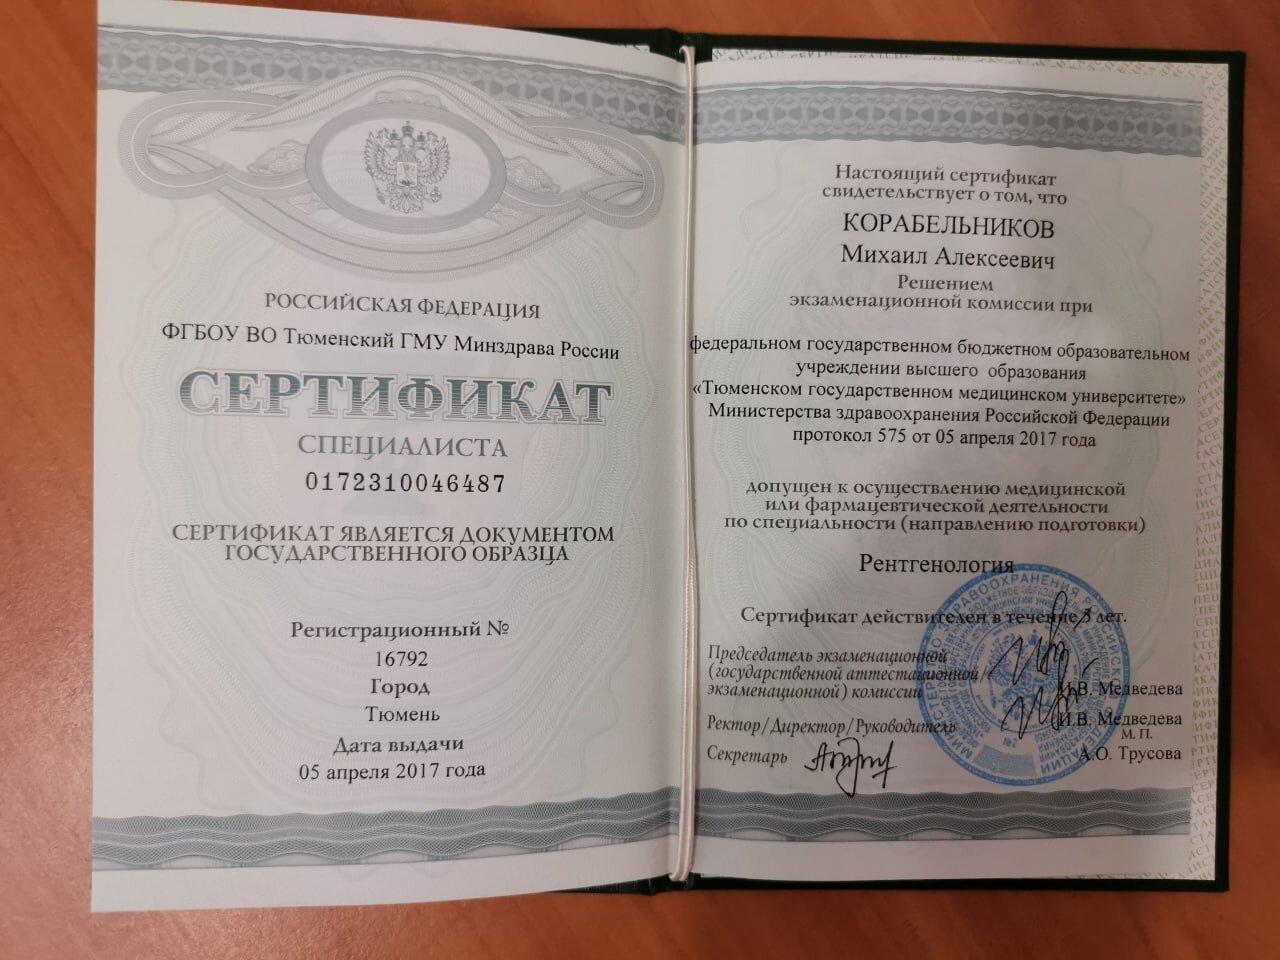 РОССИЙСКАЯ ФЕДЕРАЦИЯ
ФГБОУ ВО Тюменский ГМУ Минздрава России
СЕРТИФИКАТ
СПЕЦИАЛИСТА
0172310046487
СЕРТИФИКАТ ЯВЛЯЕТСЯ ДОКУМЕНТОМ
ГОСУДАРСТВЕННОГО ОБРАЗЦА
Регистрационный №
16792
Город
Тюмень
Дата выдачи
05 апреля 2017 года
Настоящий сертификат
свидетельствует о том, что
КОРАБЕЛЬНИКОВ
Михаил Алексеевич
Решением
экзаменационной комиссии при
федеральном государственном бюджетном образовательном
учреждении высшего образования
«Тюменском государственном медицинском университете»
Министерства здравоохранения Российской Федерации
протокол 575 от 05 апреля 2017 года
допущен к осуществлению медицинской
или фармацевтической деятельности
по специальности (направлению подготовки)
Рентгенология
Сертификат действителен в течение 5 лет.
Председатель экзаменационной
(государственной аттестационной/
экзаменационной) комиссии
И.В. Медведева
Ректор/Директор/Руководитель
И.В. Медведева
М. П.
Секретарь
А.О. Трусова